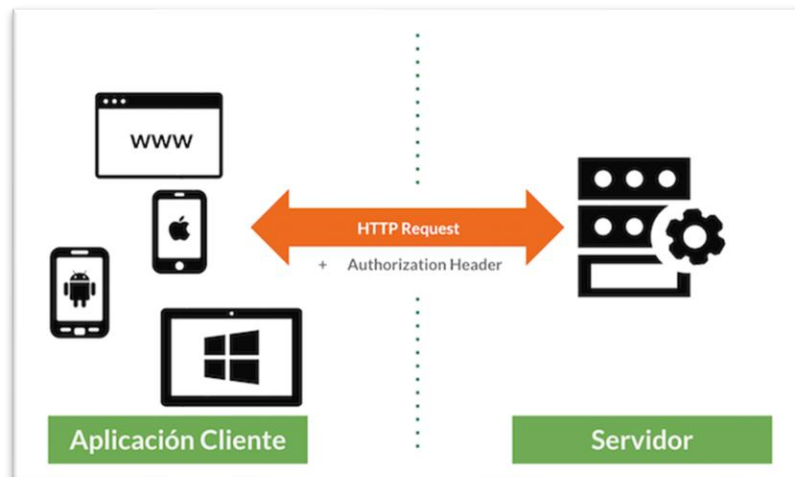 WWW
HTTP Request
+ Authorization Header
Aplicación Cliente
Servidor